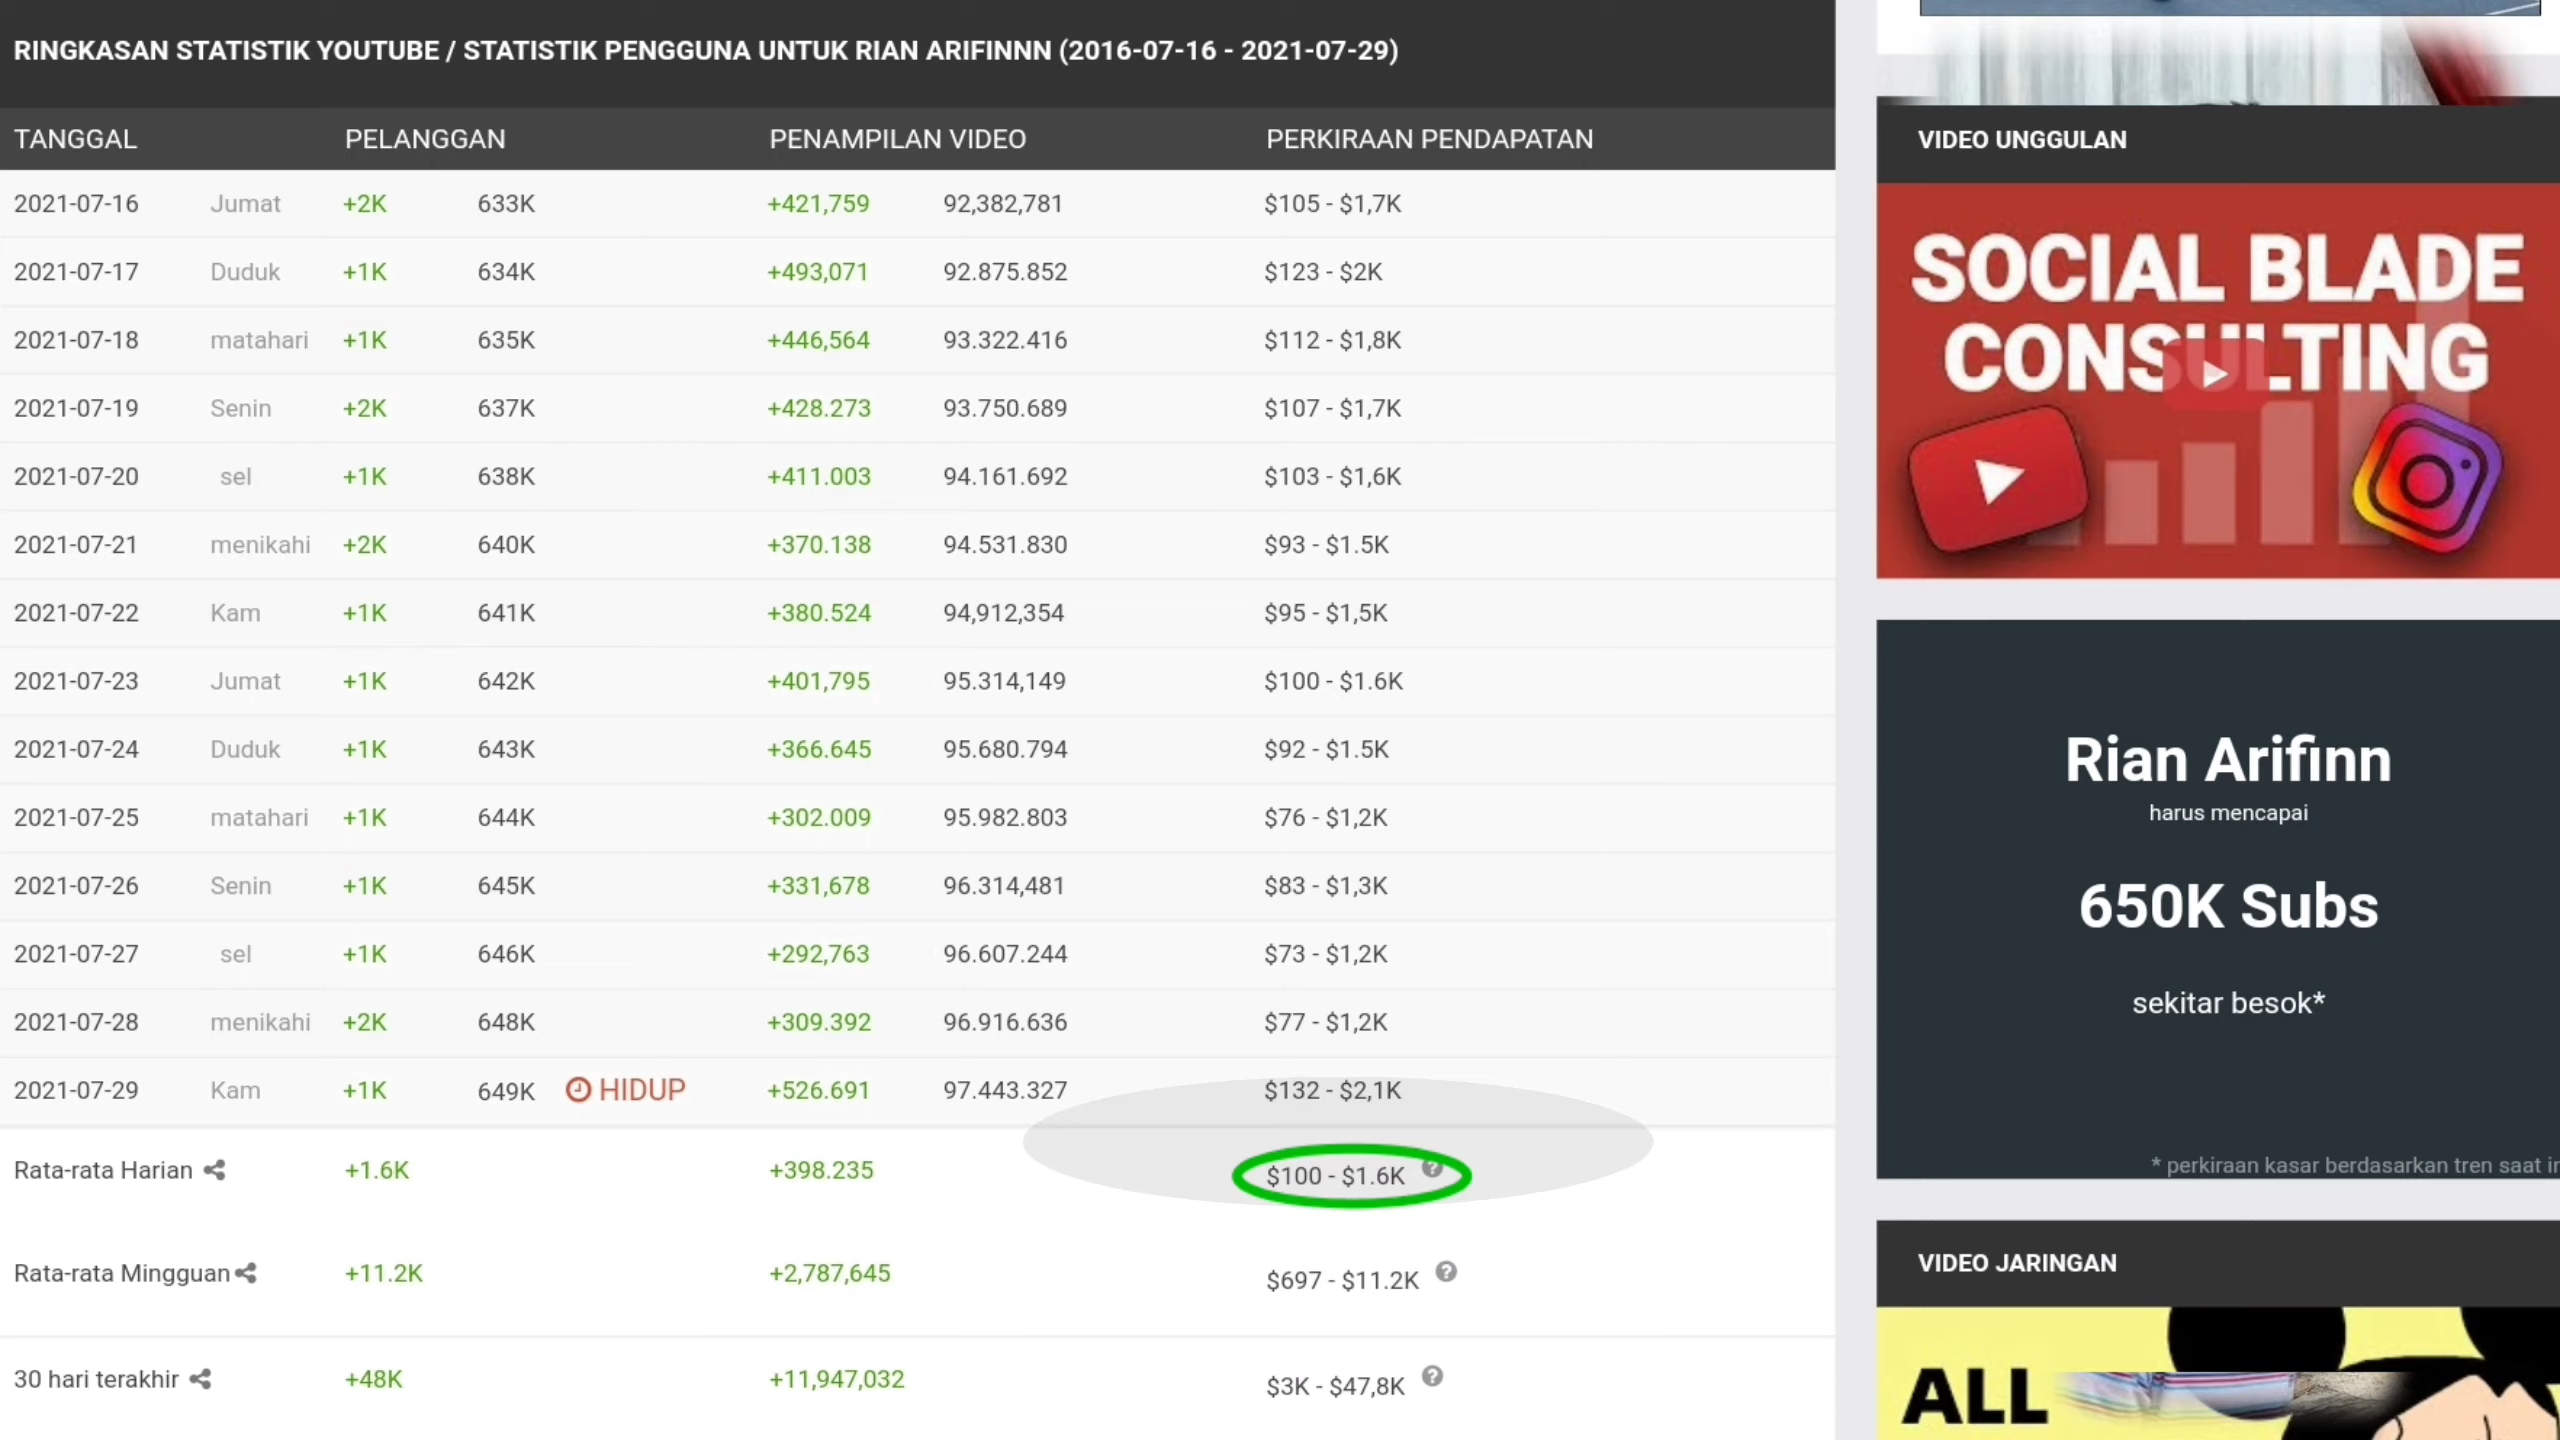 RINGKASAN STATISTIK YOUTUBE / STATISTIK PENGGUNA UNTUK RIAN ARIFINNN (2016-07-16 - 2021-07-29)
TANGGAL PELANGGAN PENAMPILAN VIDEO PERKIRAAN PENDAPATAN
2021-07-16 Jumat +2K 633K +421,759 92,382,781 $105 - $1,7K
2021-07-17 Duduk +1K 634K +493,071 92.875.852 $123 - $2K
2021-07-18 matahari +1K 635K +446,564 93.322.416 $112 - $1,8K
2021-07-19 Senin +2K 637K +428.273 93.750.689 $107 - $1,7K
2021-07-20 sel +1K 638K +411.003 94.161.692 $103 - $1,6K
2021-07-21 menikahi +2K 640K +370.138 94.531.830 $93 - $1.5K
2021-07-22 Kam +1K 641K +380.524 94,912,354 $95 - $1,5K
2021-07-23 Jumat +1K 642K +401,795 95.314,149 $100 - $1.6K
2021-07-24 Duduk +1K 643K +366.645 95.680.794 $92 - $1.5K
2021-07-25 matahari +1K 644K +302.009 95.982.803 $76 - $1,2K
2021-07-26 Senin +1K 645K +331,678 96.314,481 $83 - $1,3K
2021-07-27 sel +1K 646K +292,763 96.607.244 $73 - $1,2K
2021-07-28 menikahi +2K 648K +309.392 96.916.636 $77 - $1,2K
2021-07-29 Kam +1K 649K HIDUP +526.691 97.443.327 $132 - $2,1K
Rata-rata Harian +1.6K +398.235 $100 - $1.6K ?
Rata-rata Mingguan +11.2K +2,787,645 $697 - $11.2K ?
30 hari terakhir +48K +11,947,032 $3K - $47,8K ?
VIDEO UNGGULAN
SOCIAL BLADE
CONSULTING
Rian Arifinn
harus mencapai
650K Subs
sekitar besok*
* perkiraan kasar berdasarkan tren saat
VIDEO JARINGAN
ALL